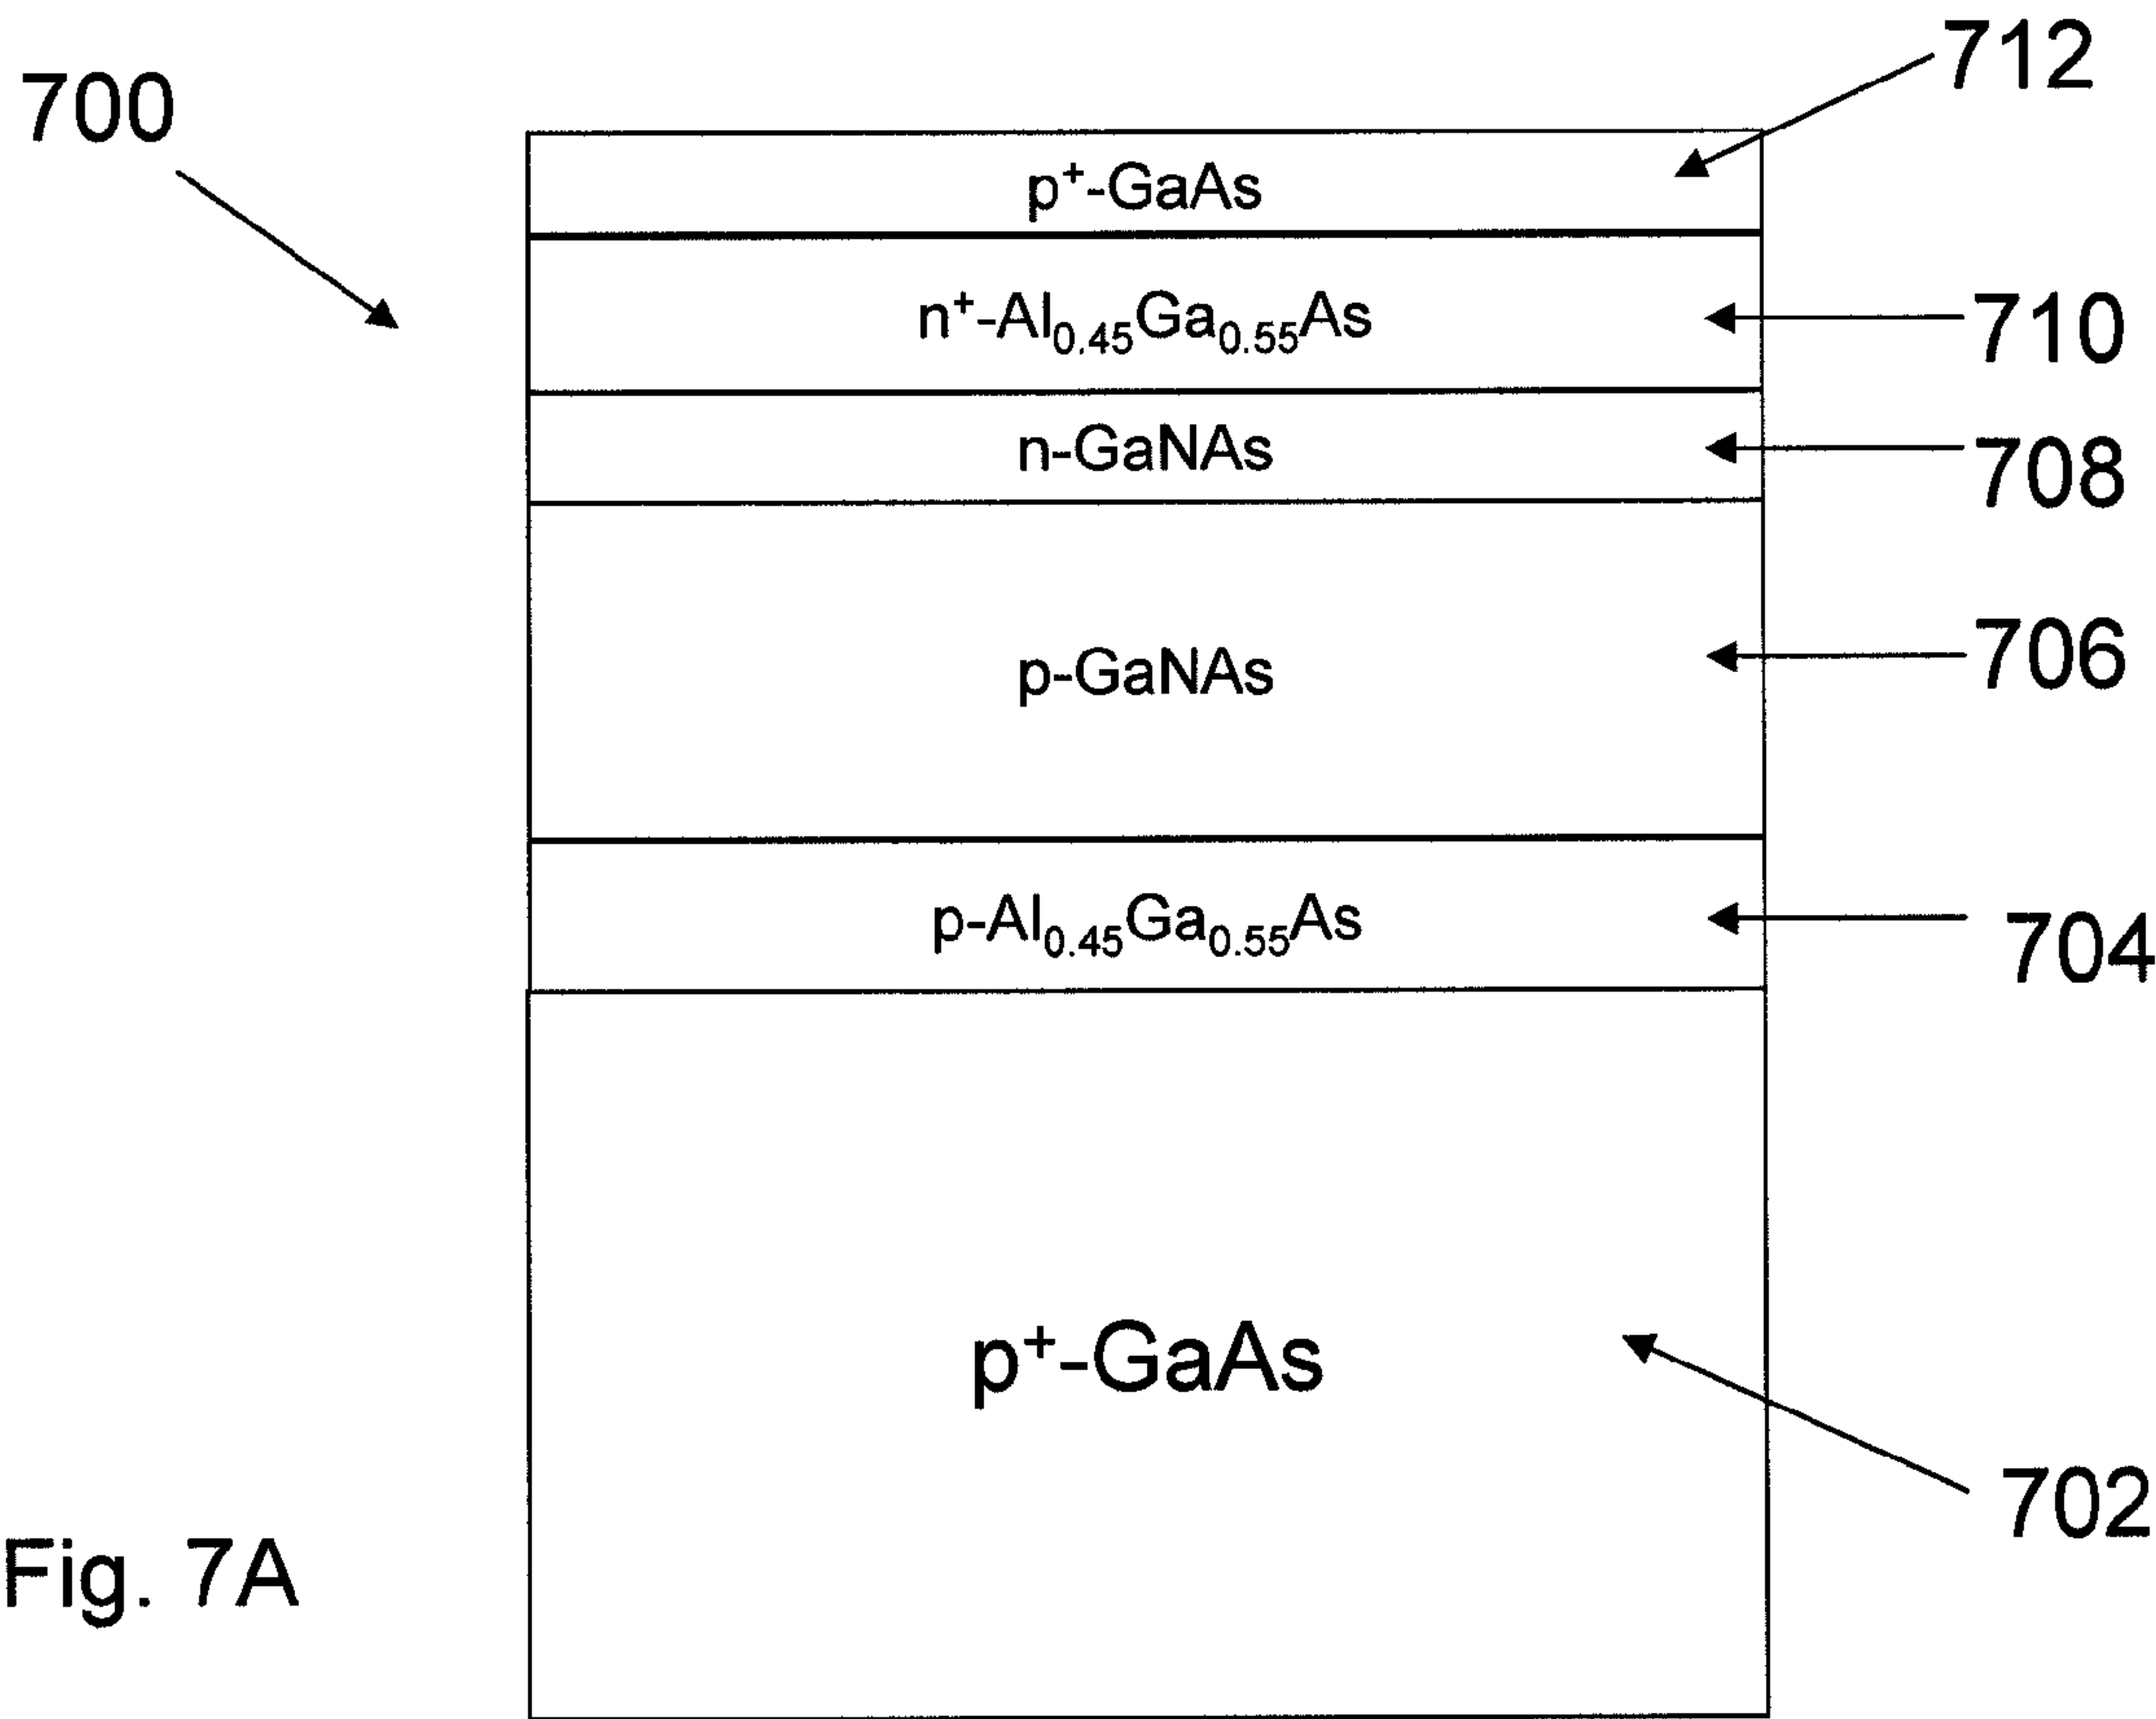 712
700
p⁺-GaAs
n⁺-Al₀.₄₅Ga₀.₅₅As
710
n-GaNAs
708
p-GaNAs
706
p-Al₀.₄₅Ga₀.₅₅As
704
p⁺-GaAs
702
Fig. 7A